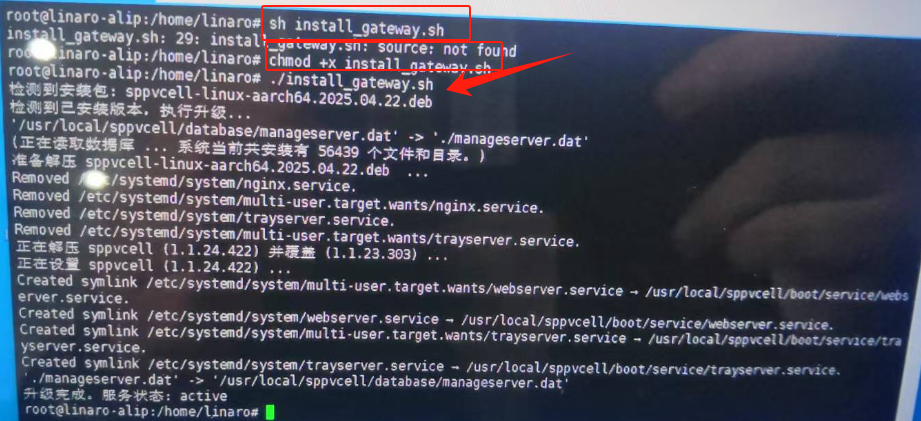 root@linaro-alip:/home/linaro# sh install_gateway.sh
install_gateway.sh: 29: install_gateway.sh: source: not found
root@linaro-alip:/home/linaro# chmod +x install_gateway.sh
root@linaro-alip:/home/linaro# ./install_gateway.sh
检测到安装包: sppvcell-linux-aarch64.2025.04.22.deb
检测到已安装版本，执行升级...
'/usr/local/sppvcell/database/manageserver.dat' -> './manageserver.dat'
(正在读取数据库 ... 系统当前共安装有 56439 个文件和目录。)
准备解压 sppvcell-linux-aarch64.2025.04.22.deb ...
Removed /etc/systemd/system/nginx.service.
Removed /etc/systemd/system/multi-user.target.wants/nginx.service.
Removed /etc/systemd/system/trayserver.service.
Removed /etc/systemd/system/multi-user.target.wants/trayserver.service.
正在解压 sppvcell (1.1.24.422) 并覆盖 (1.1.23.303) ...
正在设置 sppvcell (1.1.24.422) ...
Created symlink /etc/systemd/system/multi-user.target.wants/webserver.service → /usr/local/sppvcell/boot/service/webs
erver.service.
Created symlink /etc/systemd/system/webserver.service → /usr/local/sppvcell/boot/service/webserver.service.
Created symlink /etc/systemd/system/multi-user.target.wants/trayserver.service → /usr/local/sppvcell/boot/service/tra
yserver.service.
Created symlink /etc/systemd/system/trayserver.service → /usr/local/sppvcell/boot/service/trayserver.service.
'./manageserver.dat' -> '/usr/local/sppvcell/database/manageserver.dat'
升级完成。服务状态: active
root@linaro-alip:/home/linaro#